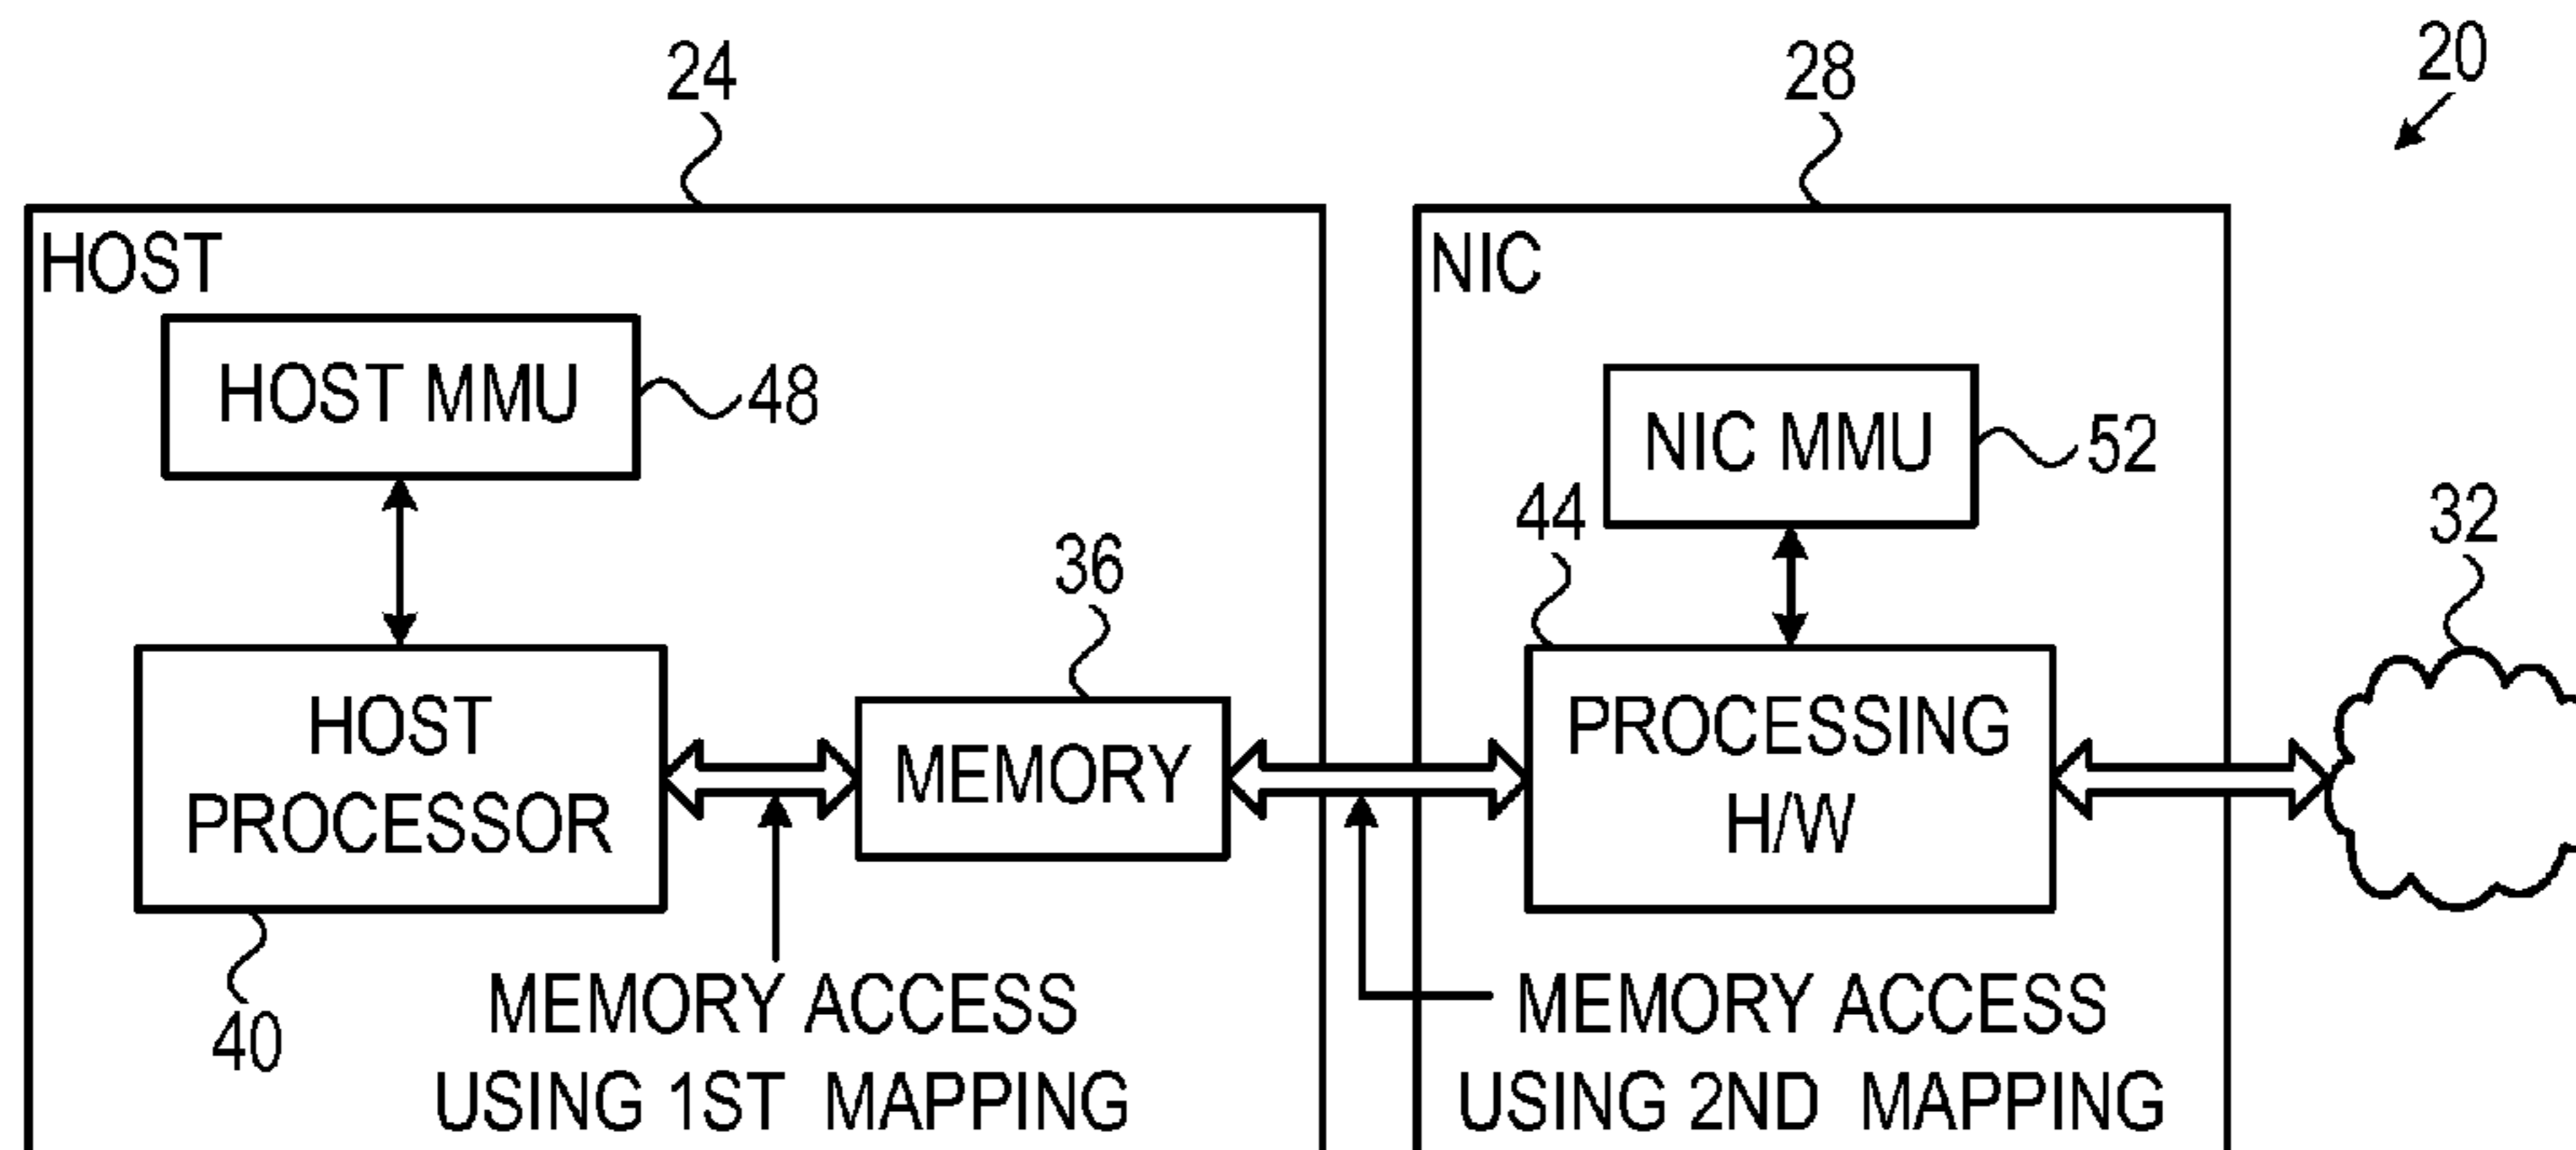 20
24
28
HOST
NIC
HOST MMU
48
NIC MMU
52
44
32
36
HOST
PROCESSOR
MEMORY
PROCESSING
H/W
40
MEMORY ACCESS
USING 1ST MAPPING
MEMORY ACCESS
USING 2ND MAPPING